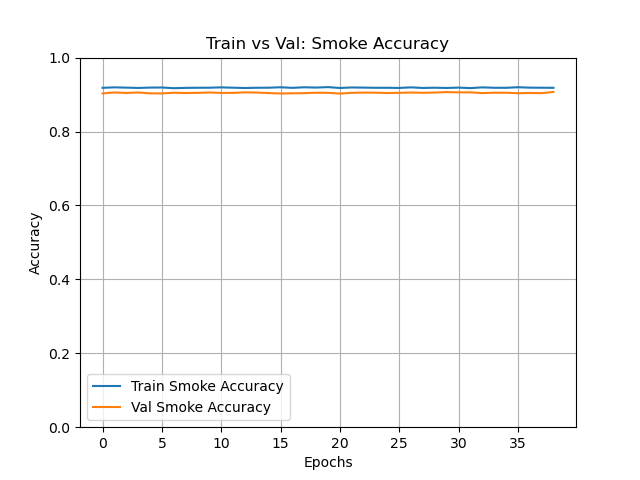 Train vs Val: Smoke Accuracy
1.0
0.8
0.6
0.4
0.2
0.0
Accuracy
Train Smoke Accuracy
Val Smoke Accuracy
0 5 10 15 20 25 30 35
Epochs